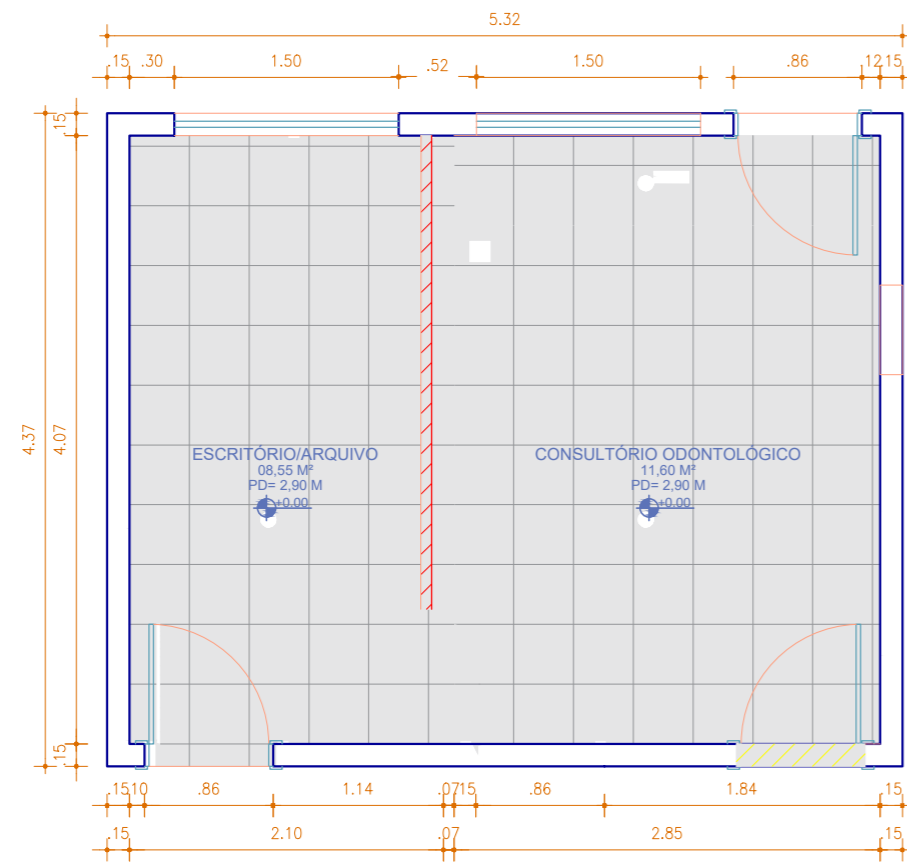 5.32
.15 .30 1.50 .52 1.50 .86 .12 .15
.15
4.37
4.07
.15
ESCRITÓRIO/ARQUIVO
08,55 M²
PD= 2,90 M
+0.00
CONSULTÓRIO ODONTOLÓGICO
11,60 M²
PD= 2,90 M
+0.00
.15 .10 .86 1.14 .07 .15 .86 1.84 .15
.15 2.10 .07 2.85 .15